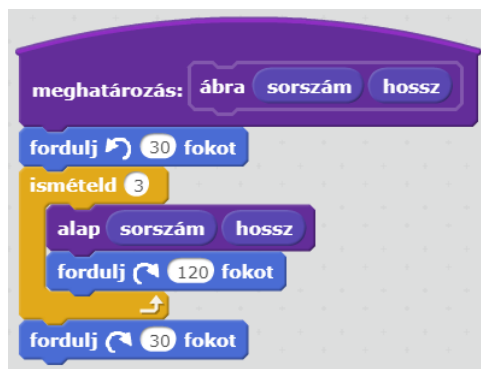 meghatározás: ábra sorszám hossz
fordulj 30 fokot
ismételd 3
alap sorszám hossz
fordulj 120 fokot
fordulj 30 fokot